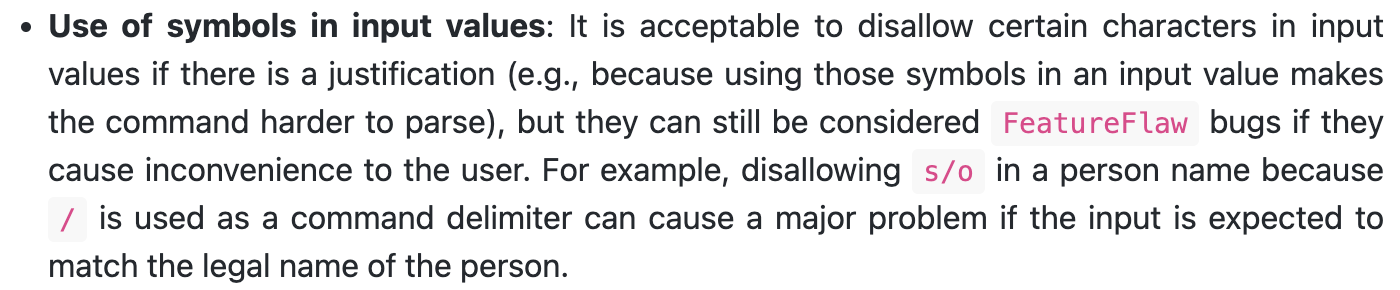 • Use of symbols in input values: It is acceptable to disallow certain characters in input
values if there is a justification (e.g., because using those symbols in an input value makes
the command harder to parse), but they can still be considered FeatureFlaw bugs if they
cause inconvenience to the user. For example, disallowing s/o in a person name because
/ is used as a command delimiter can cause a major problem if the input is expected to
match the legal name of the person.